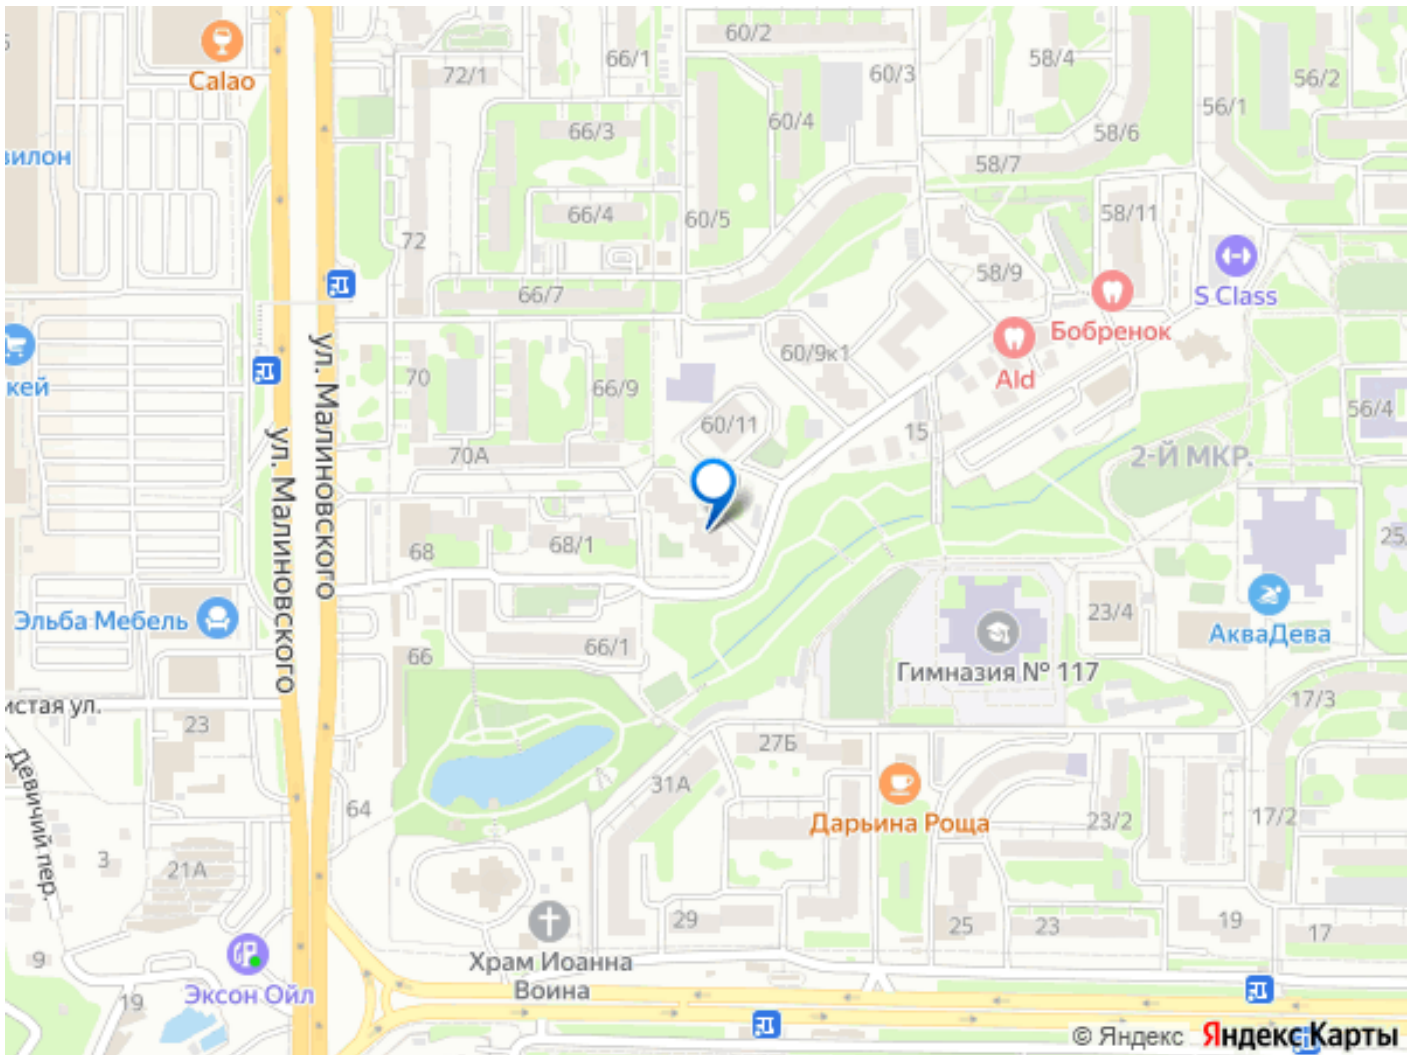 60/2
5
Calao
72/1
66/1
60/3
58/4
56/2
56/1
66/3
60/4
58/6
58/7
вилон
66/4
60/5
58/11
72
58/9
S Class
66/7
Бобренок
ул. Малиновского
60/9к1
Ald
кей
70
66/9
56/4
60/11
15
ул. Малиновского
70А
2-Й МКР.
68
68/1
25
23/4
Эльба Мебель
АкваДева
66
66/1
Гимназия № 117
17/3
истая ул.
23
27Б
Девичий пер.
31А
64
Дарьина Роща
23/2
17/2
3
21А
29
25
23
19
17
9
Храм Иоанна
Воина
19
Эксон Ойл
© Яндекс Яндекс Карты